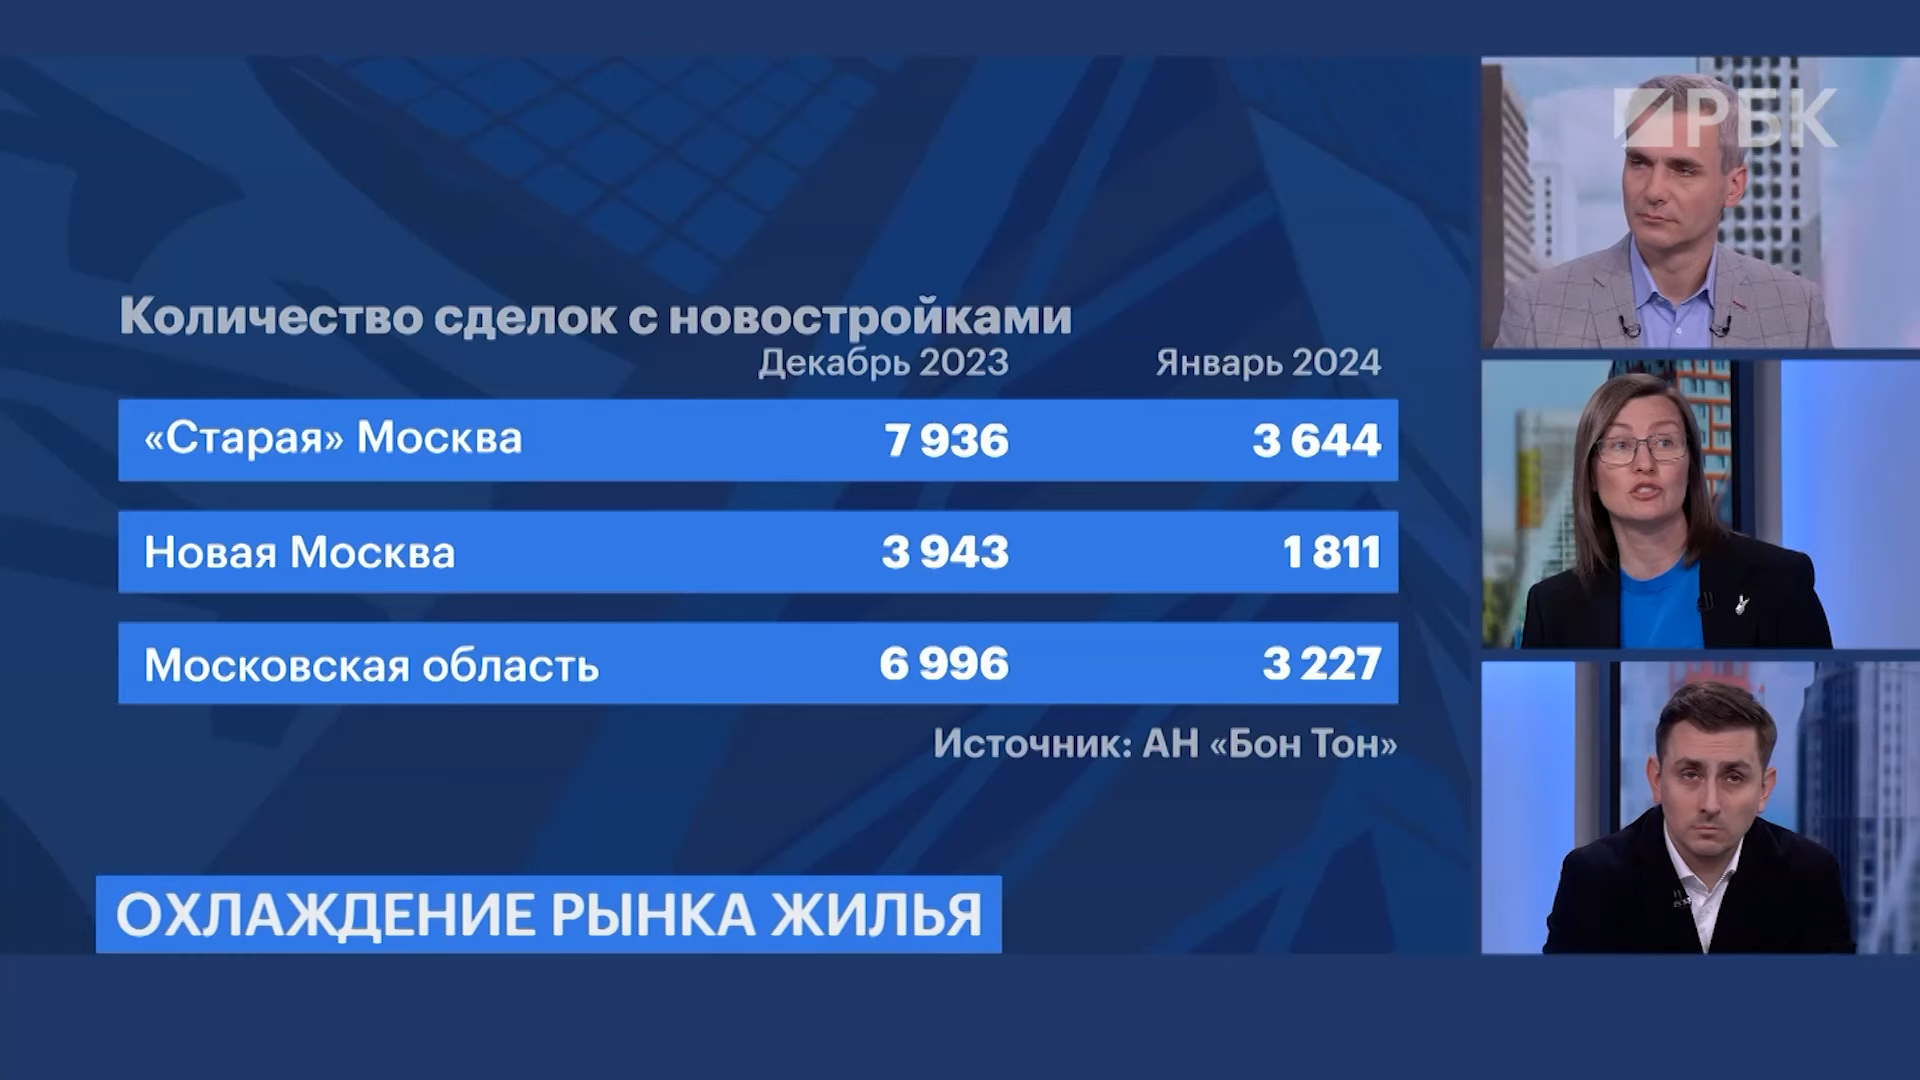 РБК
Количество сделок с новостройками
Декабрь 2023 Январь 2024
«Старая» Москва 7 936 3 644
Новая Москва 3 943 1 811
Московская область 6 996 3 227
Источник: АН «Бон Тон»
ОХЛАЖДЕНИЕ РЫНКА ЖИЛЬЯ